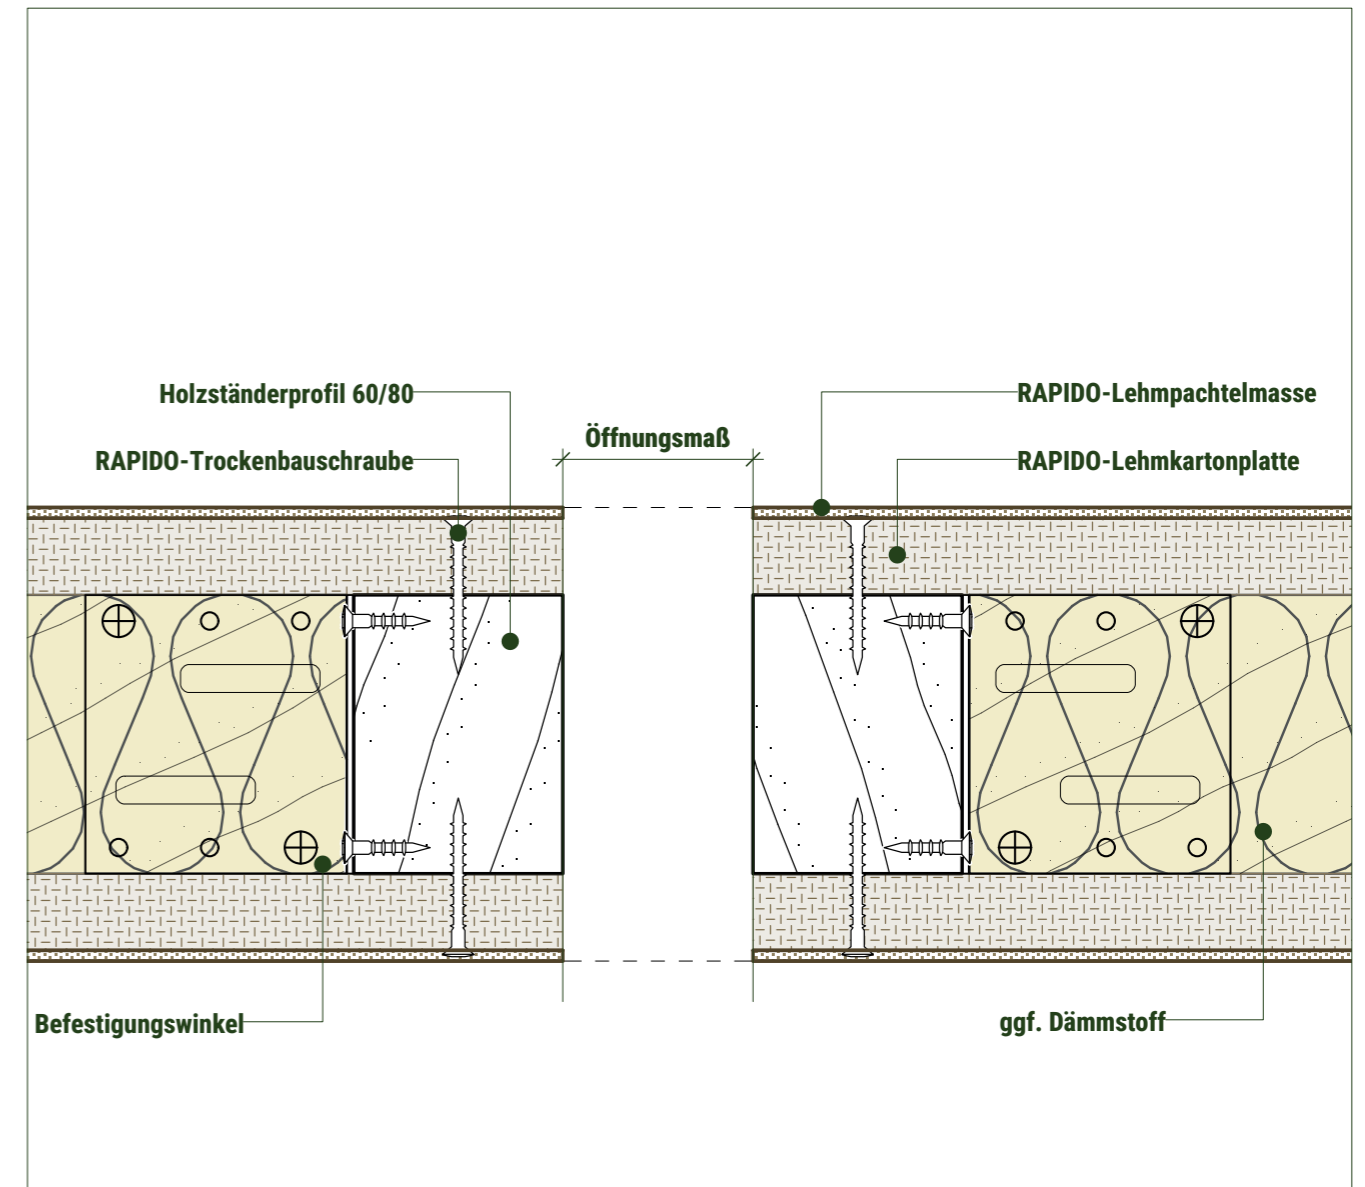 Holzständerprofil 60/80
RAPIDO-Lehmpachtelmasse
Öffnungsmaß
RAPIDO-Trockenbauschraube
RAPIDO-Lehmkartonplatte
Befestigungswinkel
ggf. Dämmstoff